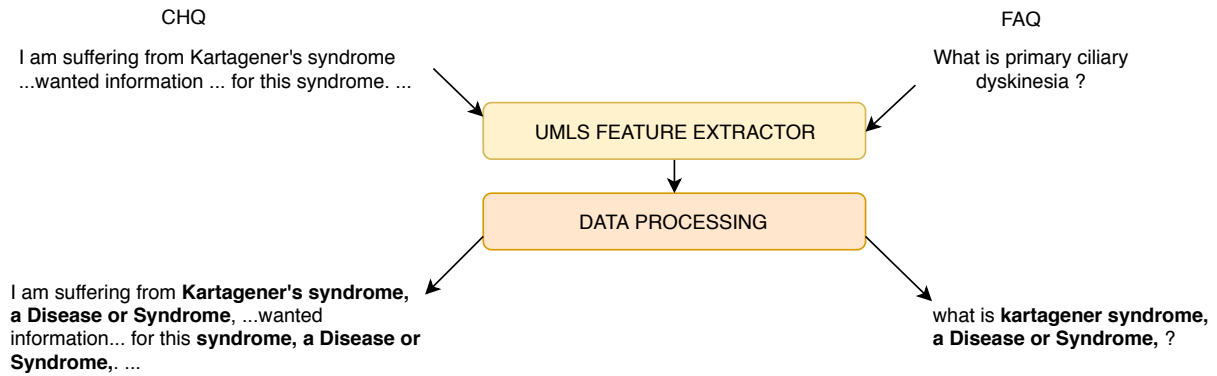 CHQ
FAQ
I am suffering from Kartagener's syndrome
...wanted information ... for this syndrome. ...
What is primary ciliary
dyskinesia ?
UMLS FEATURE EXTRACTOR
DATA PROCESSING
I am suffering from Kartagener's syndrome,
a Disease or Syndrome, ...wanted
information... for this syndrome, a Disease or
Syndrome,. ...
what is kartagener syndrome,
a Disease or Syndrome, ?